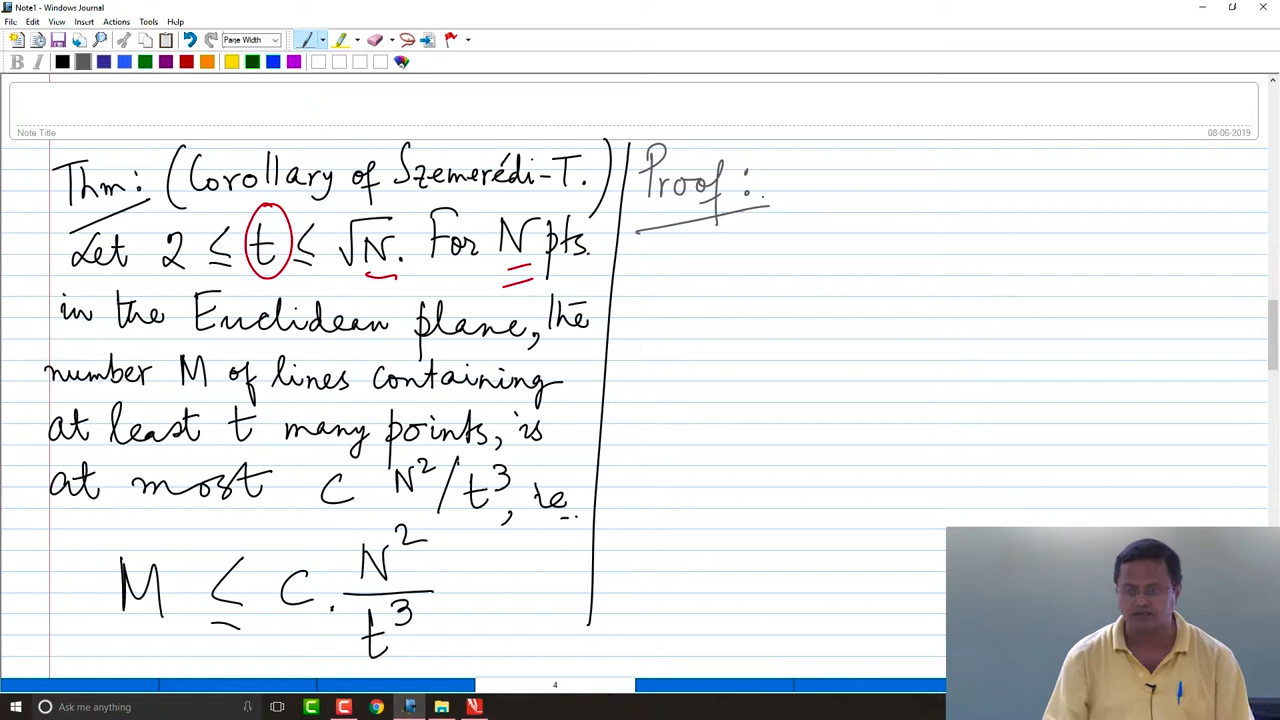 Note1 - Windows Journal
File Edit View Insert Actions Tools Help
Page Width
B I
Note Title
08-06-2019
Thm: (Corollary of Szemerédi-T.)
Let 2 ≤ t ≤ √N. For N pts.
in the Euclidean plane, the
number M of lines containing
at least t many points, is
at most C N²/t³, ie.
M ≤ C. N²/t³
Proof:
4
Ask me anything